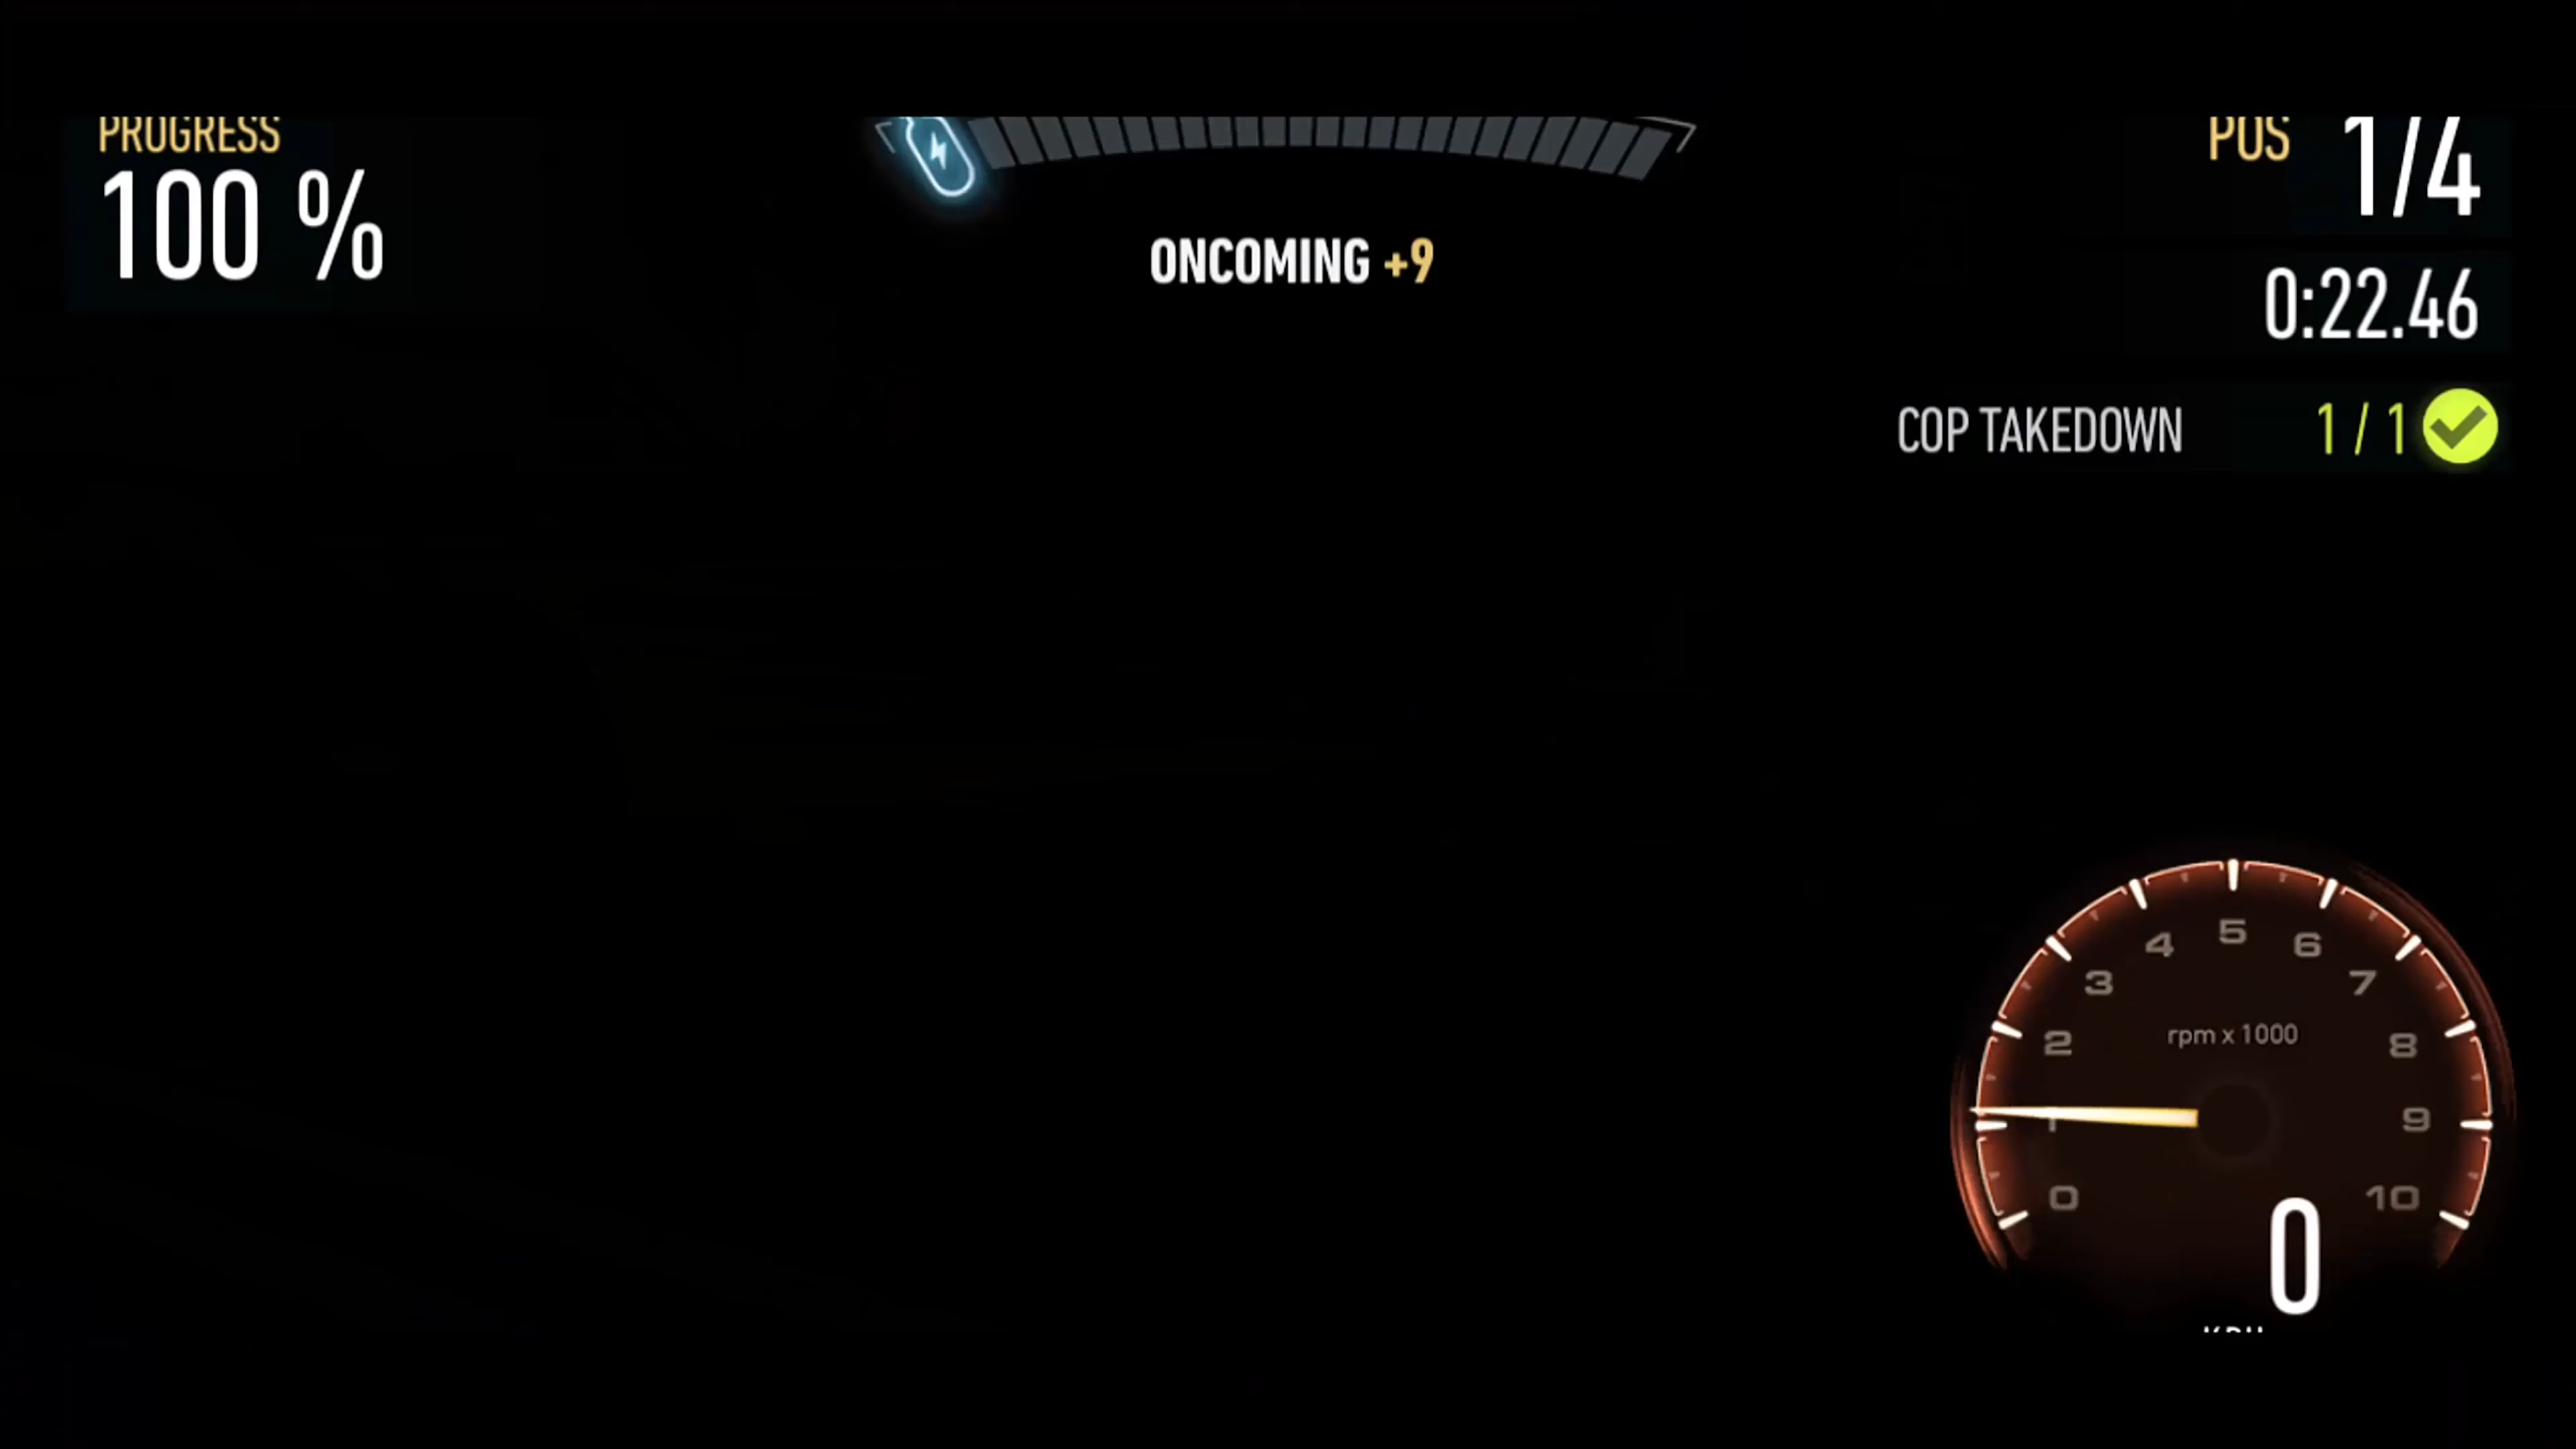 PROGRESS
100 %
ONCOMING +9
POS 1/4
0:22.46
COP TAKEDOWN 1 / 1
5
4 6
3 7
rpm x 1000
2 8
1 9
0 10
0